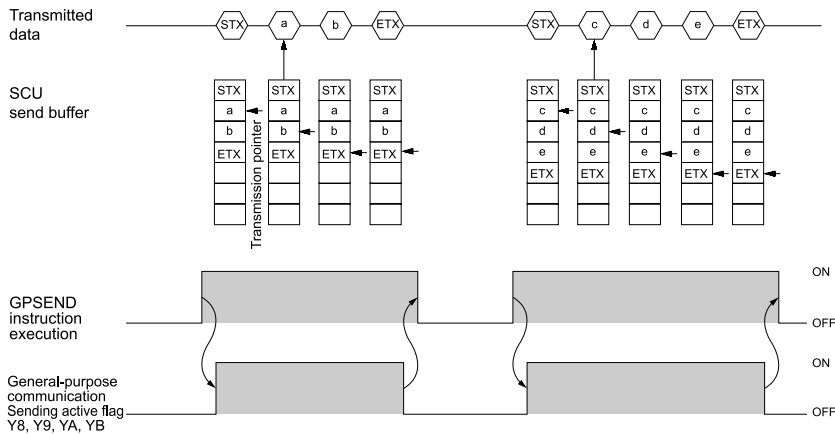 Transmitted
data
STX a b ETX STX c d e ETX
SCU
send buffer
STX STX STX STX STX STX STX STX STX
a a a a c c c c c
b b b b d d d d d
ETX ETX ETX ETX e e e e e
ETX ETX ETX ETX ETX
Transmission pointer
GPSEND
instruction
execution
ON
OFF
General-purpose
communication
Sending active flag
Y8, Y9, YA, YB
ON
OFF